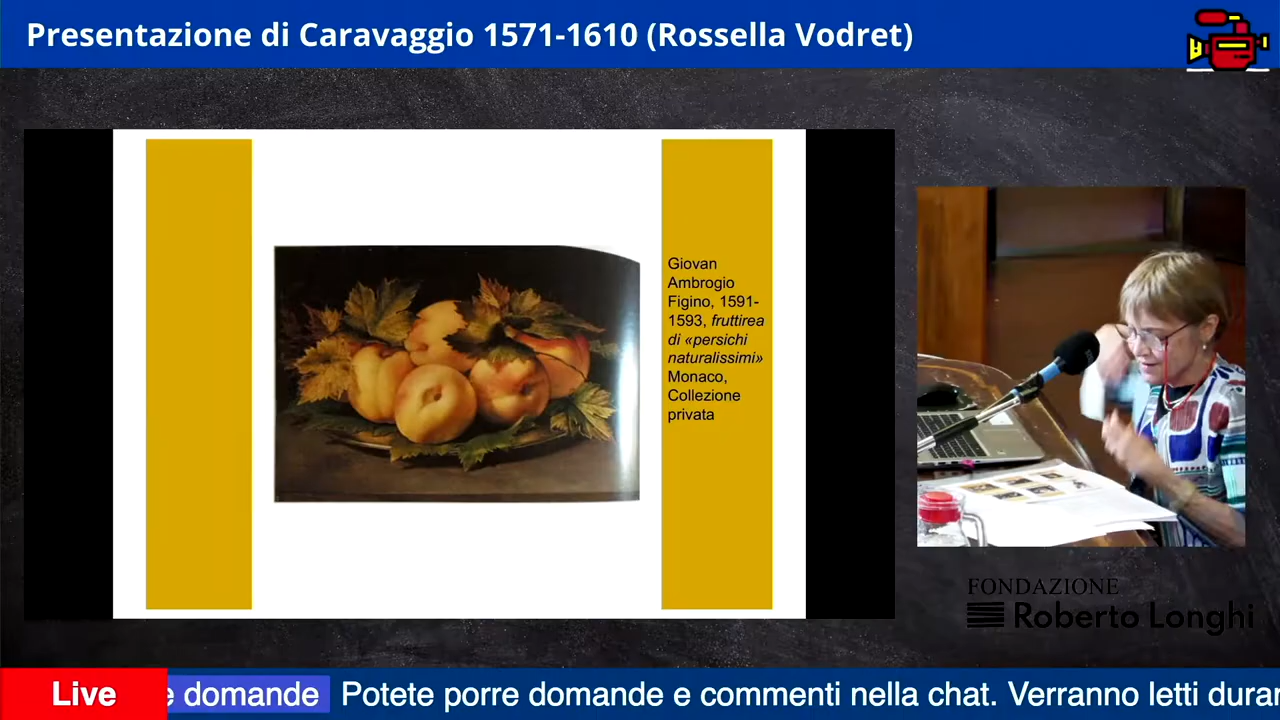 Presentazione di Caravaggio 1571-1610 (Rossella Vodret)
Giovan
Ambrogio
Figino, 1591-
1593, fruttirea
di «persichi
naturalissimi»
Monaco,
Collezione
privata
FONDAZIONE
Roberto Longhi
Live
e domande Potete porre domande e commenti nella chat. Verranno letti duran